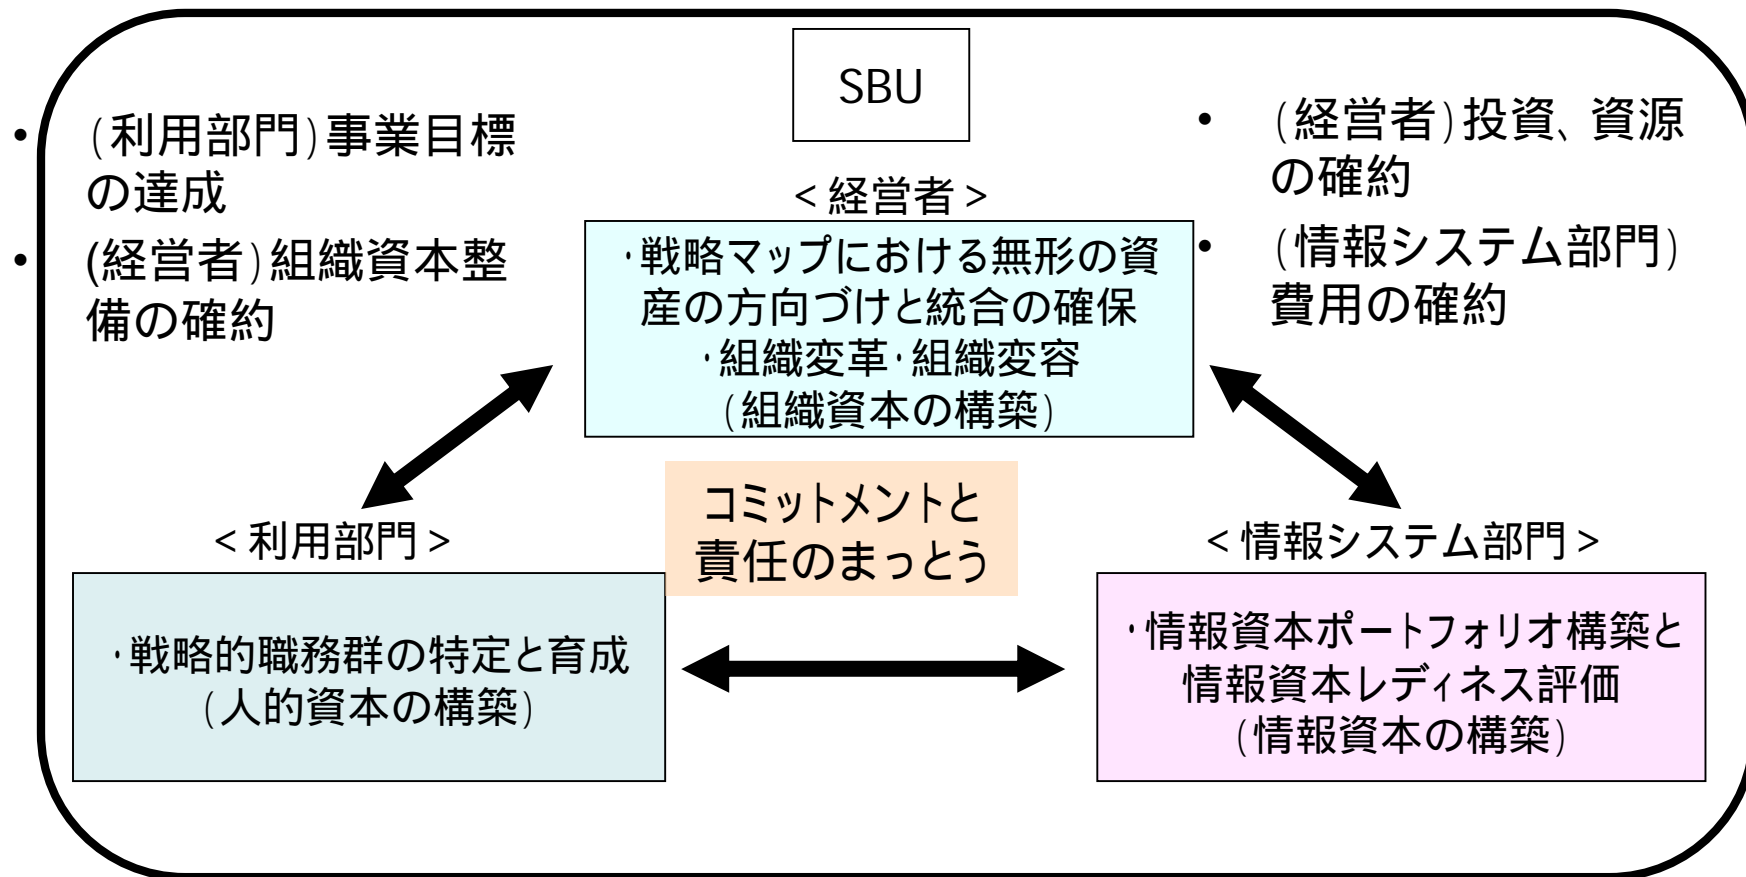 SBU
• (利用部門)事業目標
の達成
• (経営者)組織資本整
備の確約
• (経営者)投資、資源
の確約
• (情報システム部門)
費用の確約
<経営者>
・戦略マップにおける無形の資
産の方向づけと統合の確保
・組織変革・組織変容
(組織資本の構築)
コミットメントと
責任のまっとう
<利用部門>
・戦略的職務群の特定と育成
(人的資本の構築)
<情報システム部門>
・情報資本ポートフォリオ構築と
情報資本レディネス評価
(情報資本の構築)